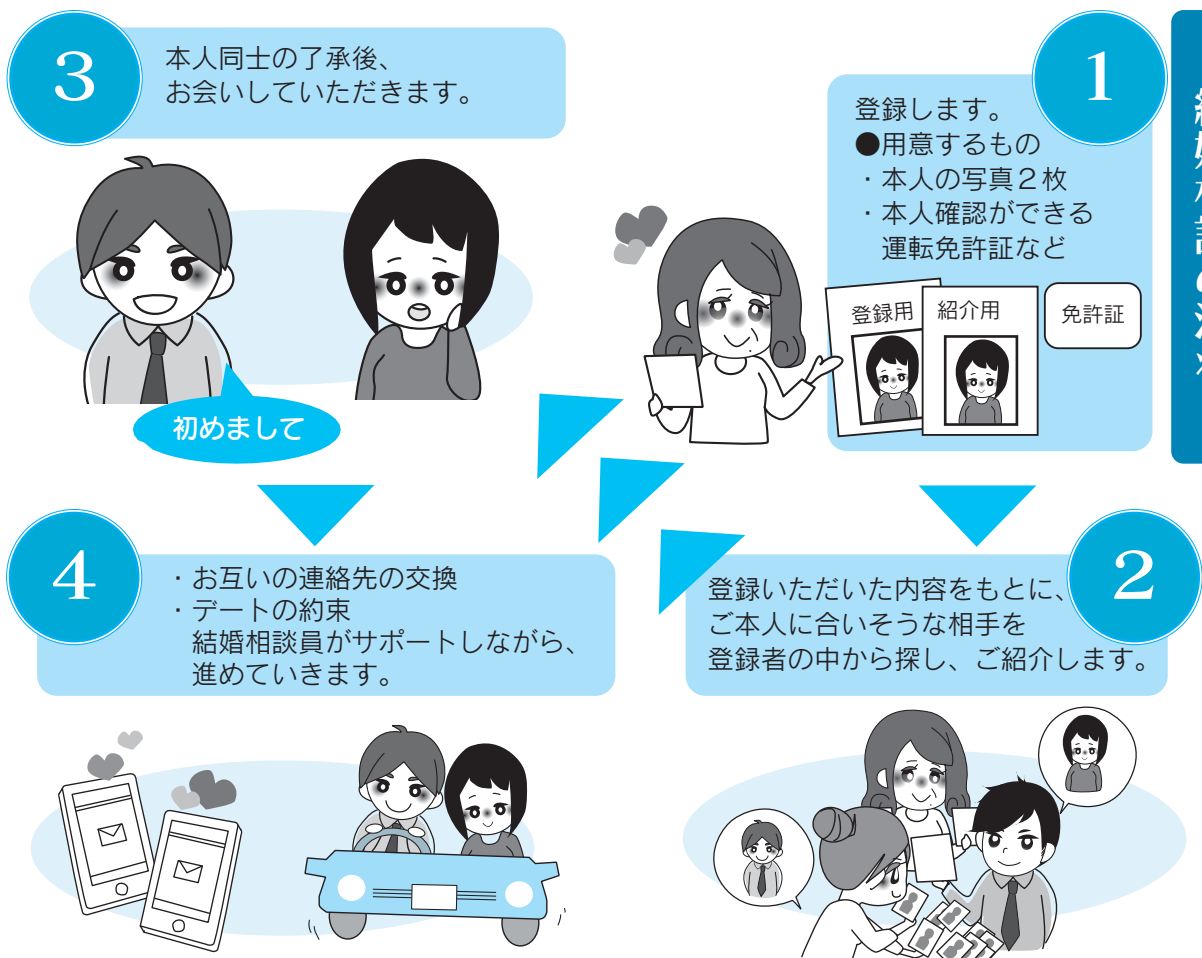 1
登録します。
●用意するもの
・本人の写真２枚
・本人確認ができる
運転免許証など
登録用
紹介用
免許証
2
登録いただいた内容をもとに、
ご本人に合いそうな相手を
登録者の中から探し、ご紹介します。
3
本人同士の了承後、
お会いしていただきます。
初めまして
4
・お互いの連絡先の交換
・デートの約束
結婚相談員がサポートしながら、
進めていきます。